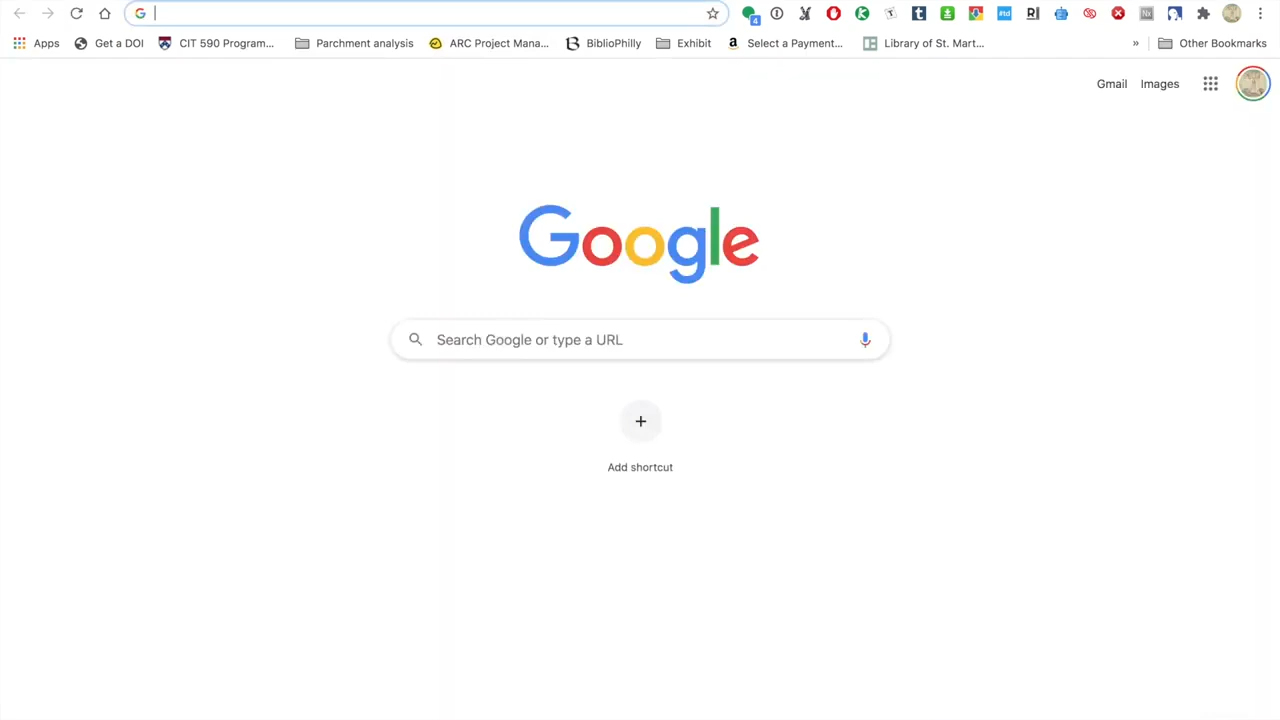 4
Apps Get a DOI CIT 590 Program... Parchment analysis ARC Project Mana... BiblioPhilly Exhibit Select a Payment... Library of St. Mart... » Other Bookmarks
Gmail Images
Google
Search Google or type a URL
+
Add shortcut